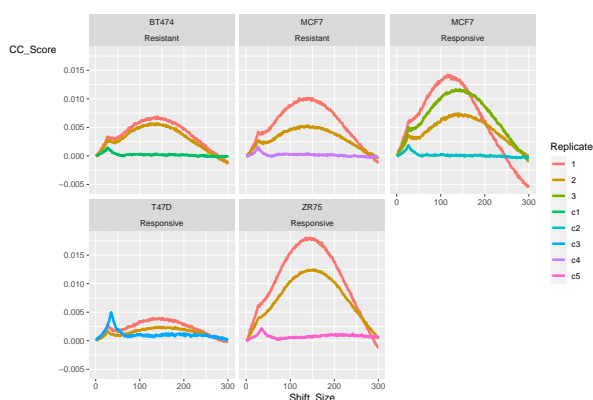 BT474
MCF7
MCF7
Resistant
Resistant
Responsive
CC_Score
0.015
0.010
0.005
0.000
−0.005
0
100
200
300
T47D
ZR75
Responsive
Responsive
0.015
0.010
0.005
0.000
−0.005
0
100
200
300
0
100
200
300
Shift_Size
Replicate
1
2
3
c1
c2
c3
c4
c5